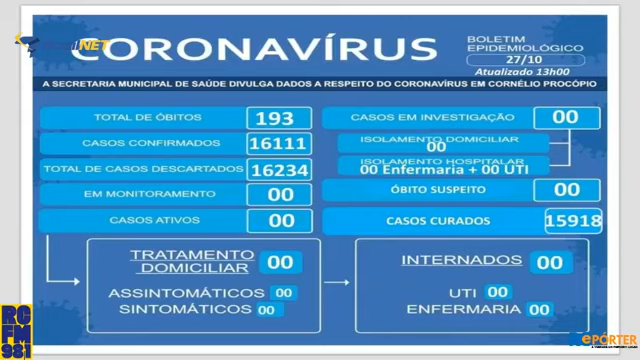 NET
CORONAVÍRUS
BOLETIM
EPIDEMIOLÓGICO
27/10
Atualizado 13h00
A SECRETARIA MUNICIPAL DE SAÚDE DIVULGA DADOS A RESPEITO DO CORONAVÍRUS EM CORNÉLIO PROCÓPIO
TOTAL DE ÓBITOS 193
CASOS CONFIRMADOS 16111
TOTAL DE CASOS DESCARTADOS 16234
EM MONITORAMENTO 00
CASOS ATIVOS 00
CASOS EM INVESTIGAÇÃO 00
ISOLAMENTO DOMICILIAR
00
ISOLAMENTO HOSPITALAR
00 Enfermaria + 00 UTI
ÓBITO SUSPEITO 00
CASOS CURADOS 15918
TRATAMENTO
DOMICILIAR 00
ASSINTOMÁTICOS 00
SINTOMÁTICOS 00
INTERNADOS 00
UTI 00
ENFERMARIA 00
RC
FM
981